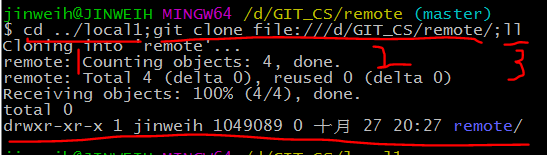 jinweih@JINWEIH MINGW64 /d/GIT_CS/remote (master)
$ cd ../local1;git clone file:///d/GIT_CS/remote/;ll
Cloning into 'remote'...
remote: Counting objects: 4, done.
remote: Total 4 (delta 0), reused 0 (delta 0)
Receiving objects: 100% (4/4), done.
total 0
drwxr-xr-x 1 jinweih 1049089 0 十月 27 20:27 remote/
1 2 3